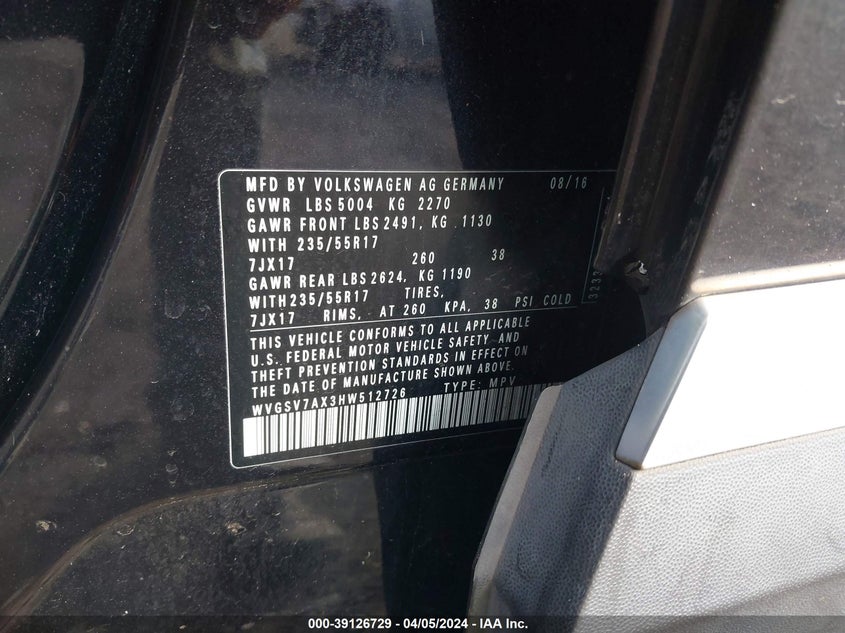 MFD BY VOLKSWAGEN AG GERMANY 08/16
GVWR LBS 5004 KG 2270
GAWR FRONT LBS 2491, KG .1130
WITH 235/55R17
7JX17 260 38
GAWR REAR LBS 2624, KG 1190
WITH 235/55R17 TIRES,
7JX17 RIMS, AT 260 KPA, 38 PSI COLD
THIS VEHICLE CONFORMS TO ALL APPLICABLE
U.S. FEDERAL MOTOR VEHICLE SAFETY AND
THEFT PREVENTION STANDARDS IN EFFECT ON
THE DATE OF MANUFACTURE SHOWN ABOVE.
WVGSV7AX3HW512726 TYPE: MPV
000-39126729 - 04/05/2024 - IAA Inc.